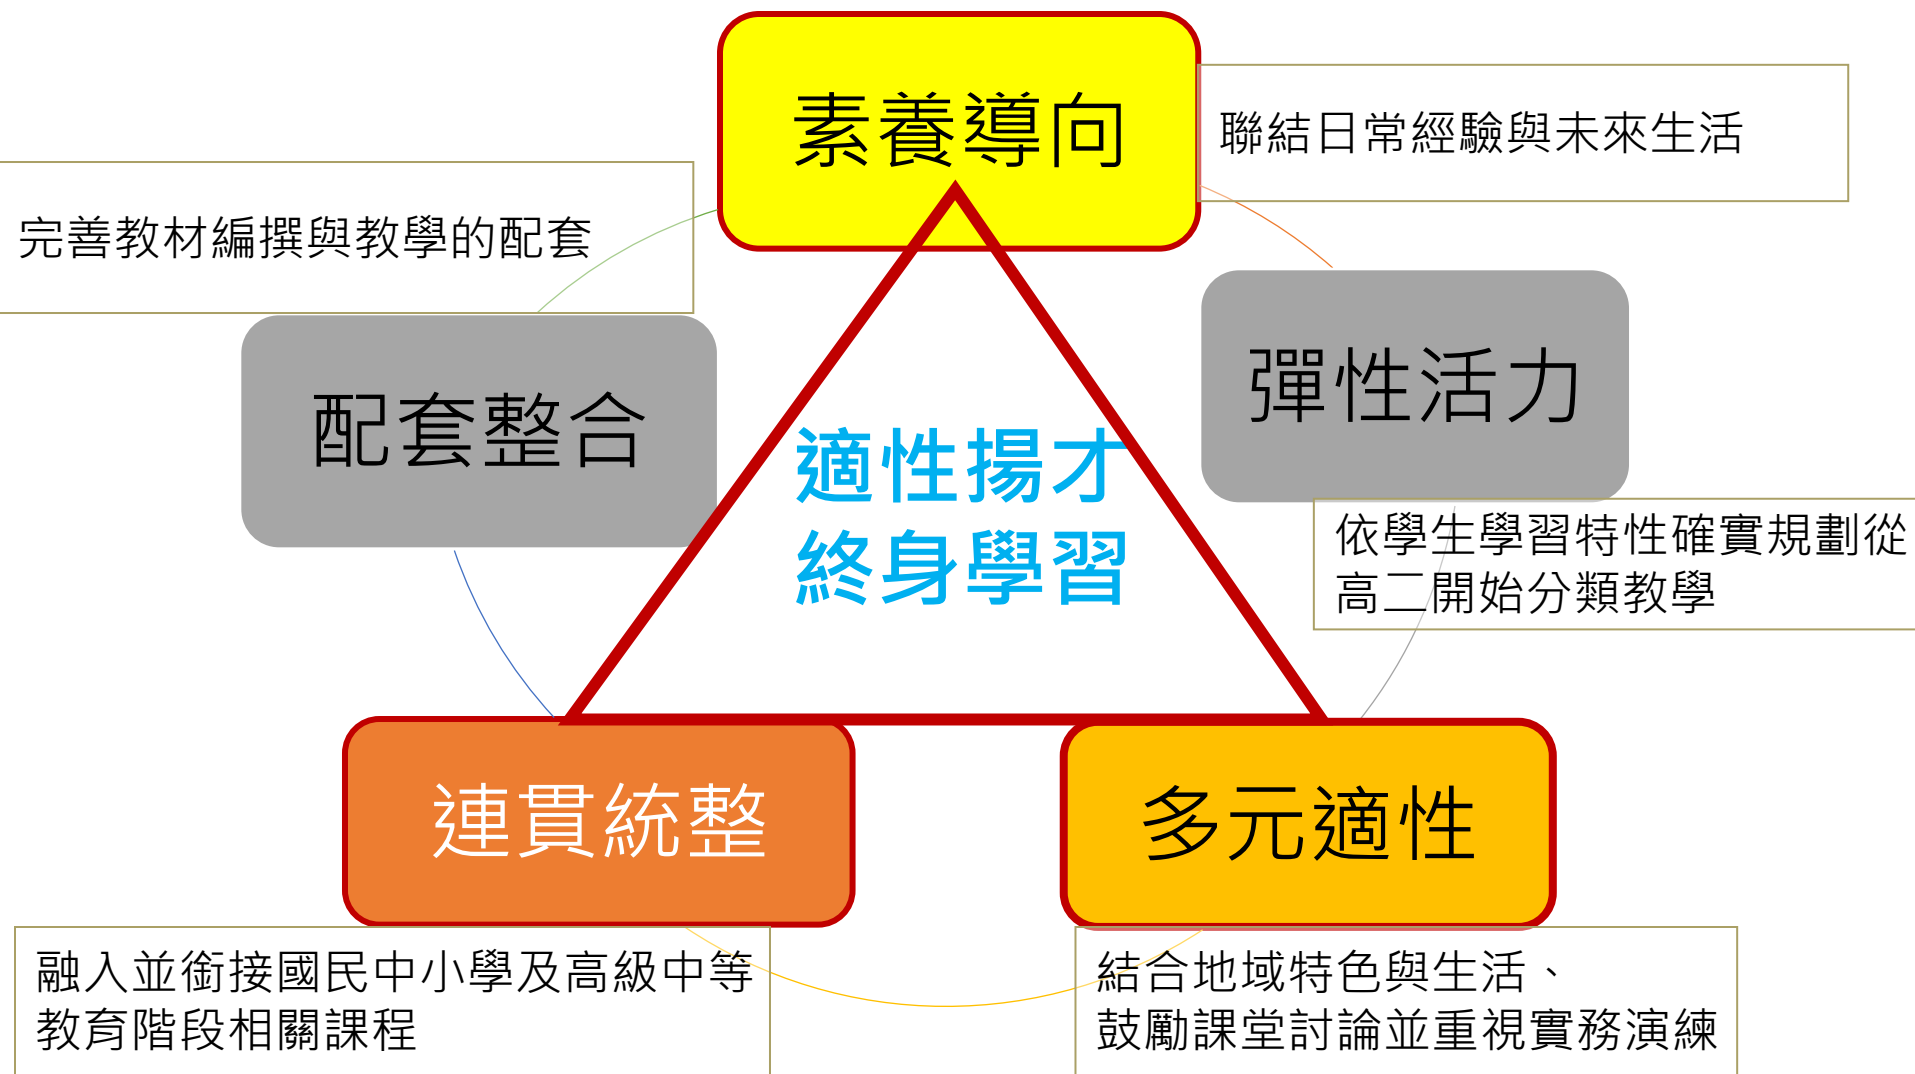 素養導向
聯結日常經驗與未來生活
完善教材編撰與教學的配套
彈性活力
配套整合
適性揚才
終身學習
依學生學習特性確實規劃從
高二開始分類教學
連貫統整
多元適性
融入並銜接國民中小學及高級中等
教育階段相關課程
結合地域特色與生活、
鼓勵課堂討論並重視實務演練